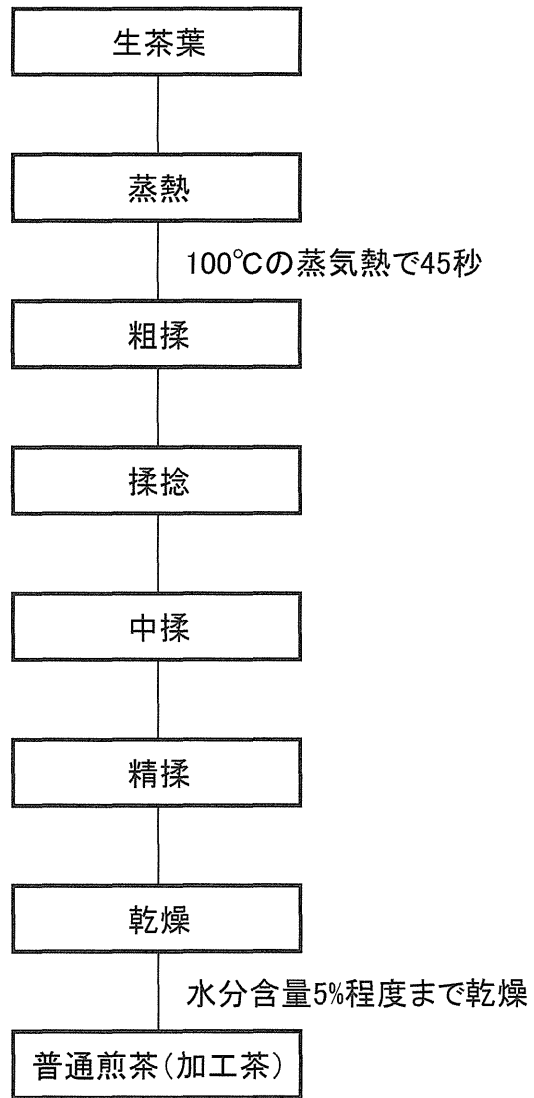 生茶葉
蒸熱
100℃の蒸気熱で45秒
粗揉
揉捻
中揉
精揉
乾燥
水分含量5%程度まで乾燥
普通煎茶(加工茶)